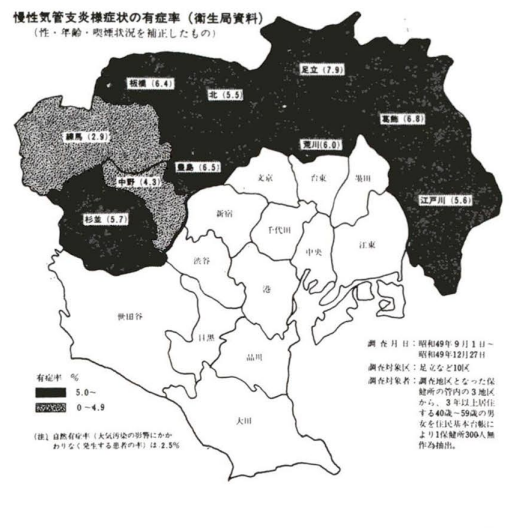 慢性気管支炎様症状の有症率（衛生局資料）
（性・年齢・喫煙状況を補正したもの）
足立（7.9）
板橋（6.4）
北（5.5）
葛飾（6.8）
練馬（2.9）
荒川（6.0）
豊島（6.5）
中野（4.3）
文京
台東
墨田
江戸川（5.6）
杉並（5.7）
新宿
千代田
中央
江東
渋谷
港
世田谷
目黒
品川
大田
調査月日：昭和49年9月1日〜
昭和49年12月27日
調査対象区：足立など10区
調査対象者：調査地区となった保
健所の管内の3地区
から、3年以上居住
する40歳〜59歳の男
女を住民基本台帳に
より1保健所300人無
作為抽出。
有症率 %
5.0〜
0〜4.9
（注）自然有症率（大気汚染の影響にかか
わりなく発生する患者の率）は2.5%